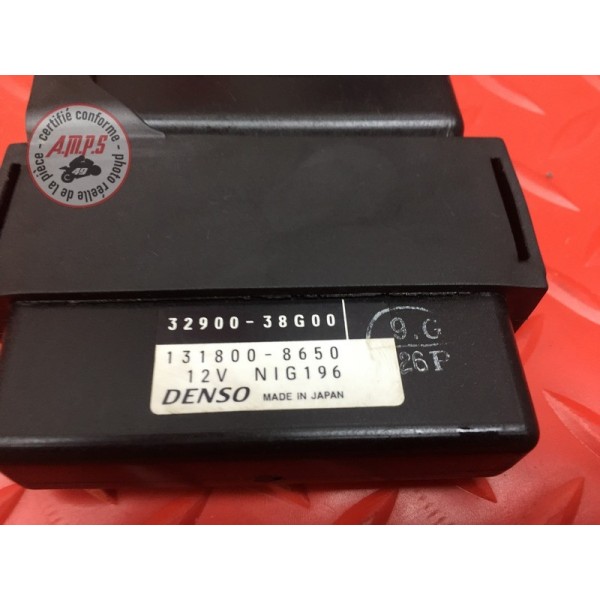 - certifié conforme -
A.M.P.S
49
photo réelle de la pièce
32900-38G00
131800-8650
12V NIG196
DENSO MADE IN JAPAN
9.G
26P